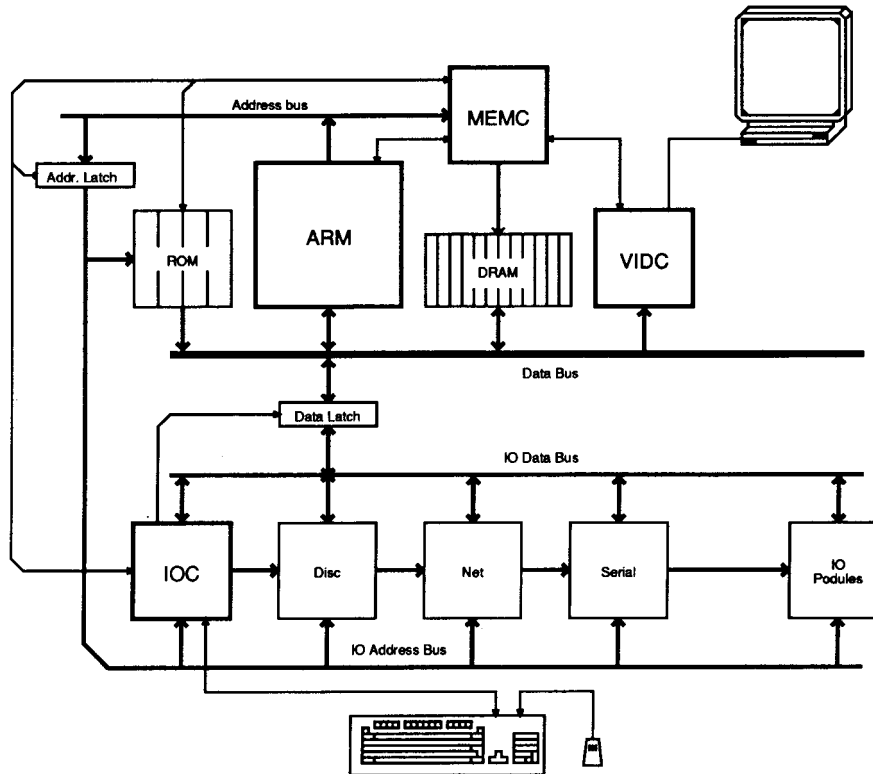 Address bus
MEMC
Addr. Latch
ARM
ROM
DRAM
VIDC
Data Bus
Data Latch
IO Data Bus
IOC
Disc
Net
Serial
IO
Podules
IO Address Bus